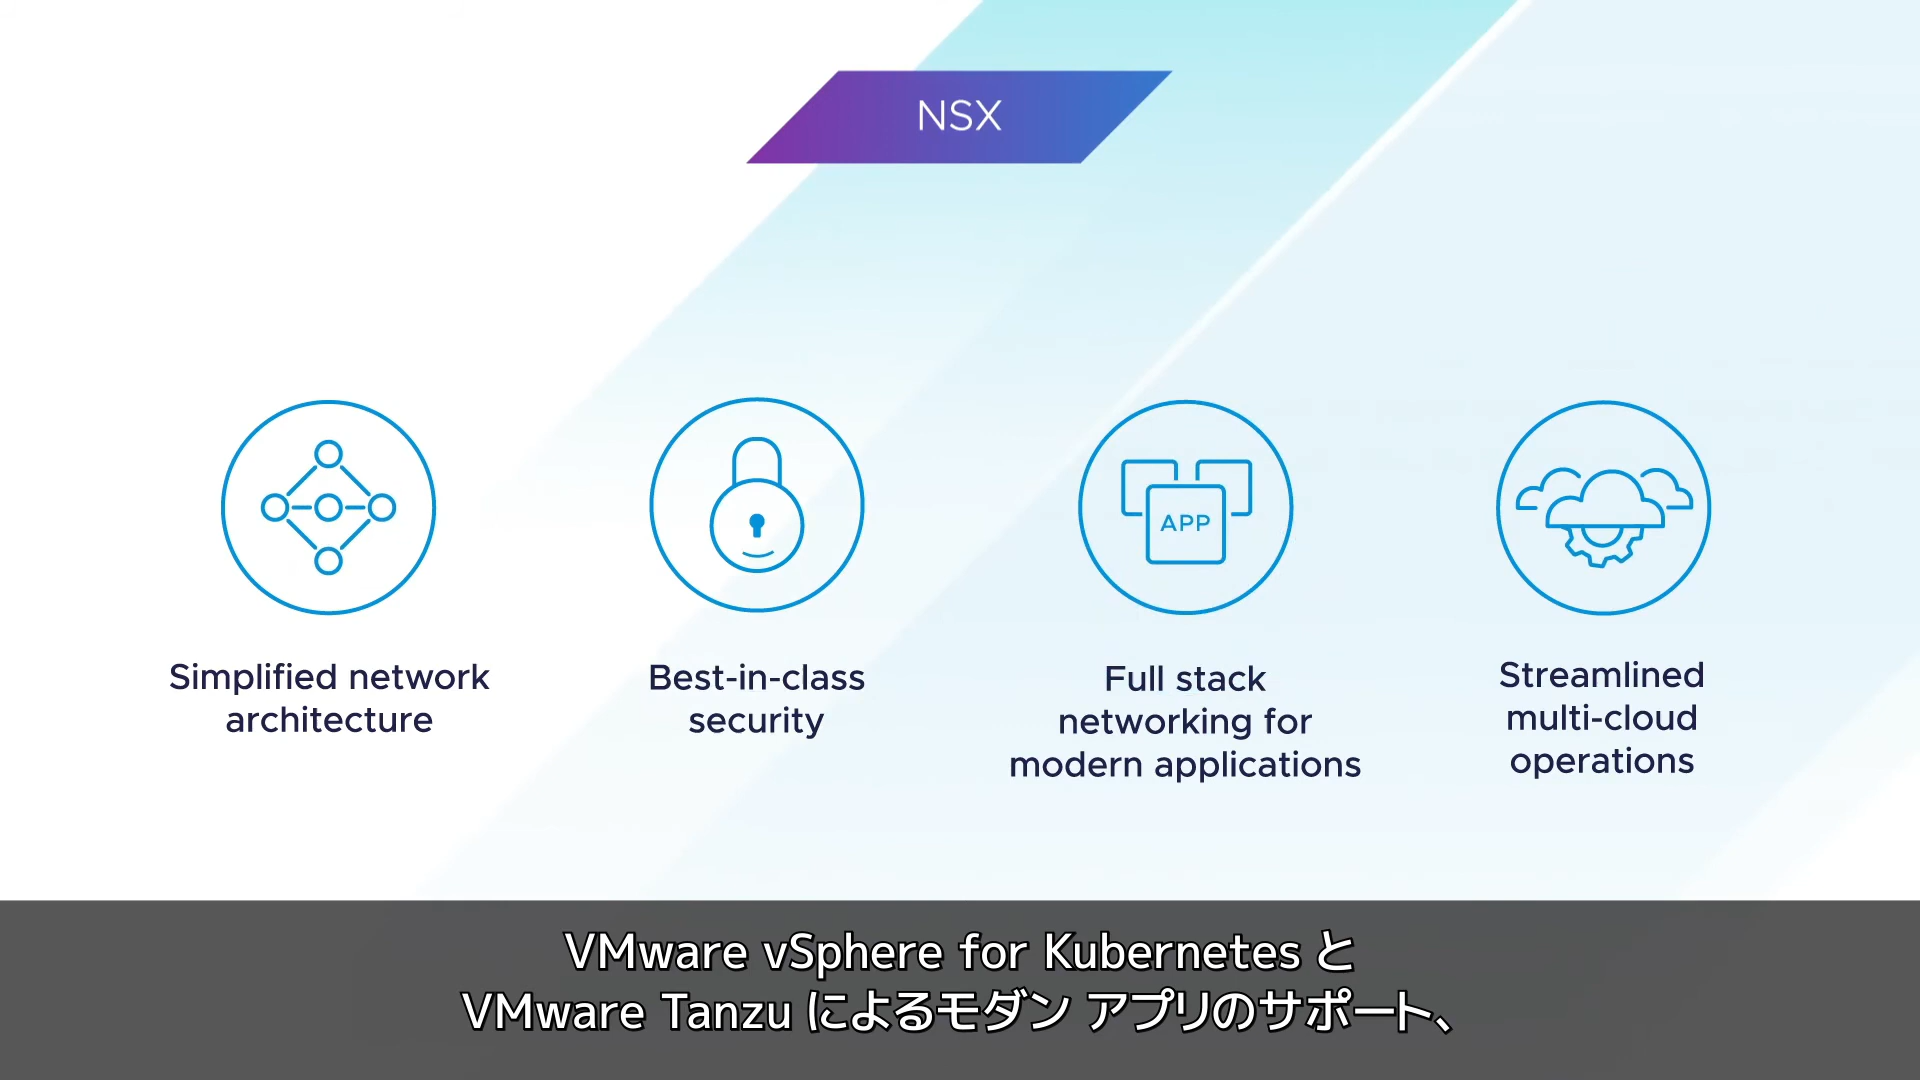 NSX
APP
Simplified network
architecture
Best-in-class
security
Full stack
networking for
modern applications
Streamlined
multi-cloud
operations
VMware vSphere for Kubernetes と
VMware Tanzu によるモダン アプリのサポート、